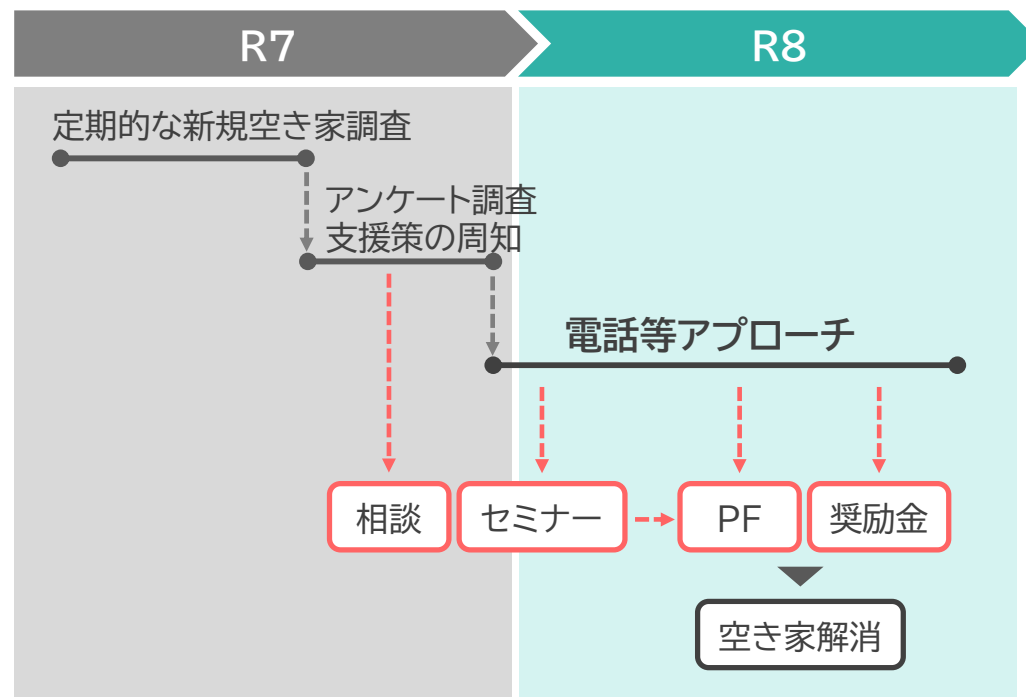 R7
R8
定期的な新規空き家調査
アンケート調査
支援策の周知
電話等アプローチ
相談
セミナー
PF
奨励金
空き家解消